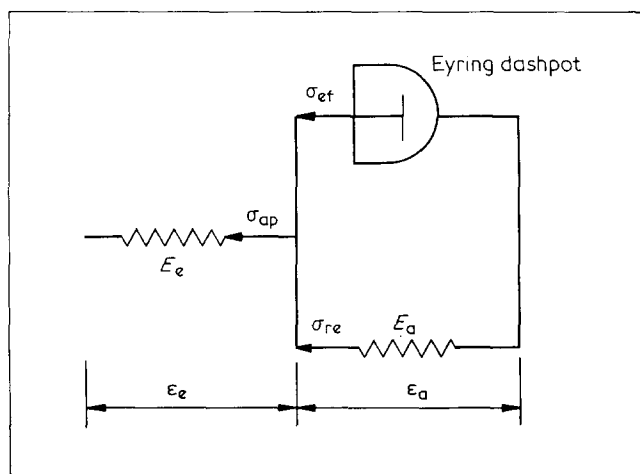 Eyring dashpot
σef
σap
Ee
σre
Ea
εe
εa